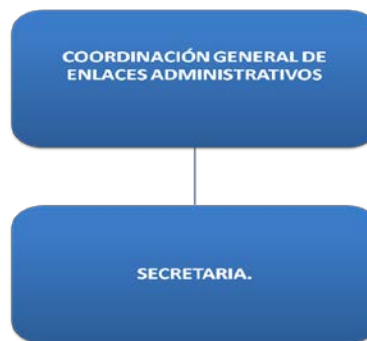 COORDINACIÓN GENERAL DE
ENLACES ADMINISTRATIVOS
SECRETARIA.